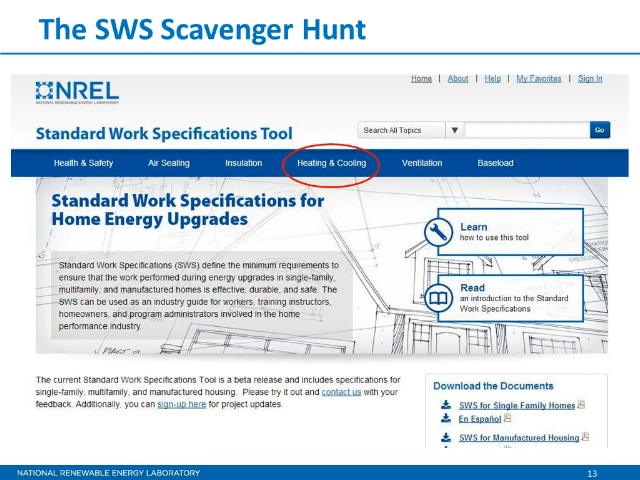 The SWS Scavenger Hunt
Home | About | Help | My Favorites | Sign In
NREL
NATIONAL RENEWABLE ENERGY LABORATORY
Standard Work Specifications Tool
Search All Topics
Go
Health & Safety
Air Sealing
Insulation
Heating & Cooling
Ventilation
Baseload
Standard Work Specifications for
Home Energy Upgrades
Standard Work Specifications (SWS) define the minimum requirements to
ensure that the work performed during energy upgrades in single-family,
multifamily, and manufactured homes is effective, durable, and safe. The
SWS can be used as an industry guide for workers, training instructors,
homeowners, and program administrators involved in the home
performance industry.
Learn
how to use this tool
Read
an introduction to the Standard
Work Specifications
The current Standard Work Specifications Tool is a beta release and includes specifications for
single-family, multifamily, and manufactured housing. Please try it out and contact us with your
feedback. Additionally, you can sign-up here for project updates.
Download the Documents
SWS for Single Family Homes
En Español
SWS for Manufactured Housing
NATIONAL RENEWABLE ENERGY LABORATORY
13